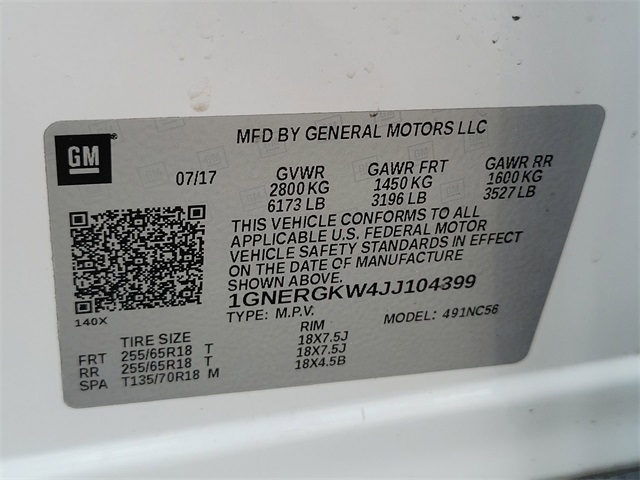 GM
MFD BY GENERAL MOTORS LLC
07/17 GVWR GAWR FRT GAWR RR
2800 KG 1450 KG 1600 KG
6173 LB 3196 LB 3527 LB
THIS VEHICLE CONFORMS TO ALL
APPLICABLE U.S. FEDERAL MOTOR
VEHICLE SAFETY STANDARDS IN EFFECT
ON THE DATE OF MANUFACTURE
SHOWN ABOVE.
1GNERGKW4JJ104399
140X
TYPE: M.P.V. MODEL: 491NC56
TIRE SIZE RIM
FRT 255/65R18 T 18X7.5J
RR 255/65R18 T 18X7.5J
SPA T135/70R18 M 18X4.5B